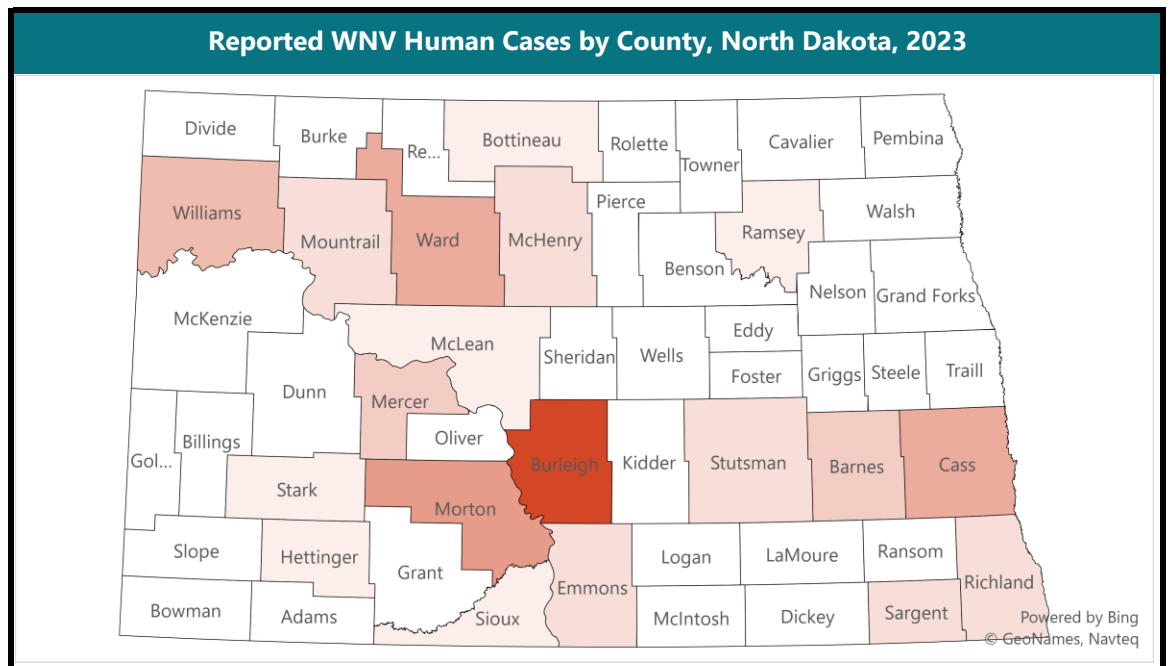 Reported WNV Human Cases by County, North Dakota, 2023
Divide
Burke
Re...
Bottineau
Rolette
Towner
Cavalier
Pembina
Williams
Mountrail
Ward
McHenry
Pierce
Benson
Ramsey
Walsh
Nelson
Grand Forks
McKenzie
Dunn
McLean
Sheridan
Wells
Eddy
Foster
Griggs
Steele
Traill
Mercer
Oliver
Gol...
Billings
Stark
Morton
Burleigh
Kidder
Stutsman
Barnes
Cass
Slope
Hettinger
Grant
Emmons
Logan
LaMoure
Ransom
Richland
Bowman
Adams
Sioux
McIntosh
Dickey
Sargent
Powered by Bing
© GeoNames, Navteq